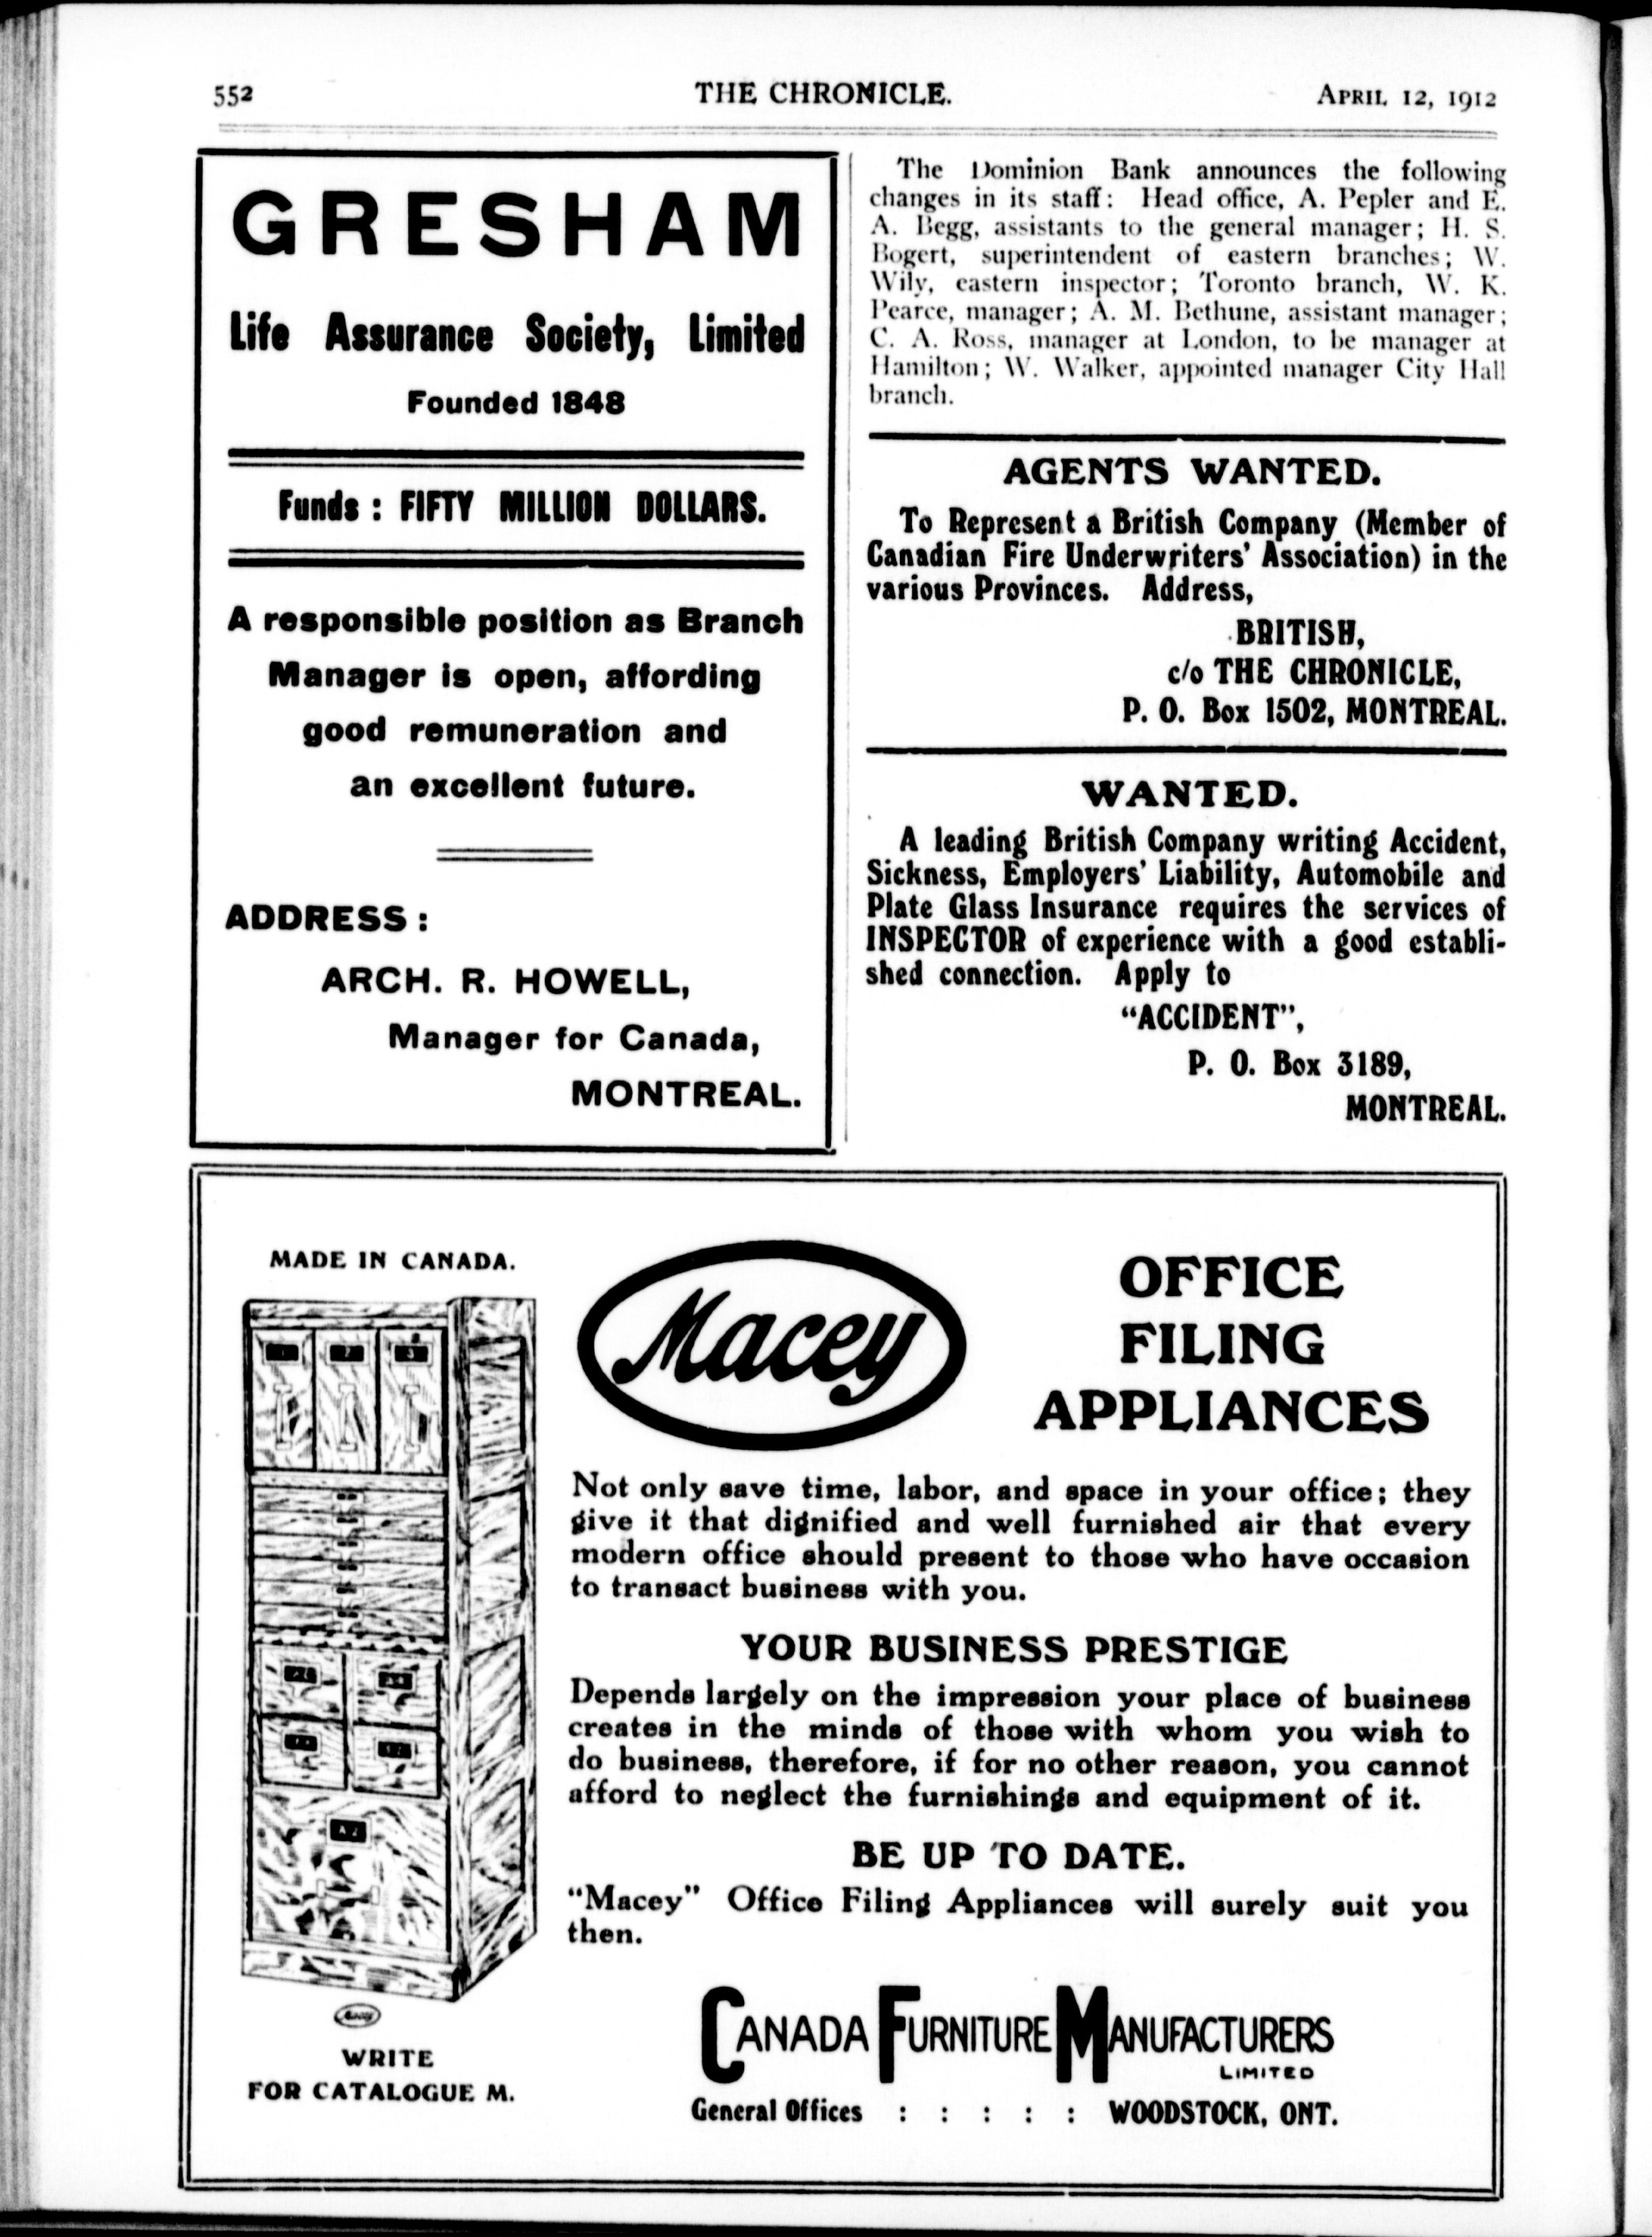 552
THE CHRONICLE.
APRIL 12, 1912
GRESHAM
Life Assurance Society, Limited
Founded 1848
Funds : FIFTY MILLION DOLLARS.
A responsible position as Branch
Manager is open, affording
good remuneration and
an excellent future.
ADDRESS :
ARCH. R. HOWELL,
Manager for Canada,
MONTREAL.
The Dominion Bank announces the following
changes in its staff: Head office, A. Pepler and E.
A. Begg, assistants to the general manager; H. S.
Bogert, superintendent of eastern branches; W.
Wily, eastern inspector; Toronto branch, W. K.
Pearce, manager; A. M. Bethune, assistant manager;
C. A. Ross, manager at London, to be manager at
Hamilton; W. Walker, appointed manager City Hall
branch.
AGENTS WANTED.
To Represent a British Company (Member of
Canadian Fire Underwriters' Association) in the
various Provinces. Address,
BRITISH,
c/o THE CHRONICLE,
P. O. Box 1502, MONTREAL.
WANTED.
A leading British Company writing Accident,
Sickness, Employers' Liability, Automobile and
Plate Glass Insurance requires the services of
INSPECTOR of experience with a good establi-
shed connection. Apply to
"ACCIDENT",
P. O. Box 3189,
MONTREAL.
MADE IN CANADA.
1 2 3
A-Z
Macey
WRITE
FOR CATALOGUE M.
Macey
OFFICE
FILING
APPLIANCES
Not only save time, labor, and space in your office; they
give it that dignified and well furnished air that every
modern office should present to those who have occasion
to transact business with you.
YOUR BUSINESS PRESTIGE
Depends largely on the impression your place of business
creates in the minds of those with whom you wish to
do business, therefore, if for no other reason, you cannot
afford to neglect the furnishings and equipment of it.
BE UP TO DATE.
"Macey" Office Filing Appliances will surely suit you
then.
CANADA FURNITURE MANUFACTURERS
LIMITED
General Offices : : : : : WOODSTOCK, ONT.